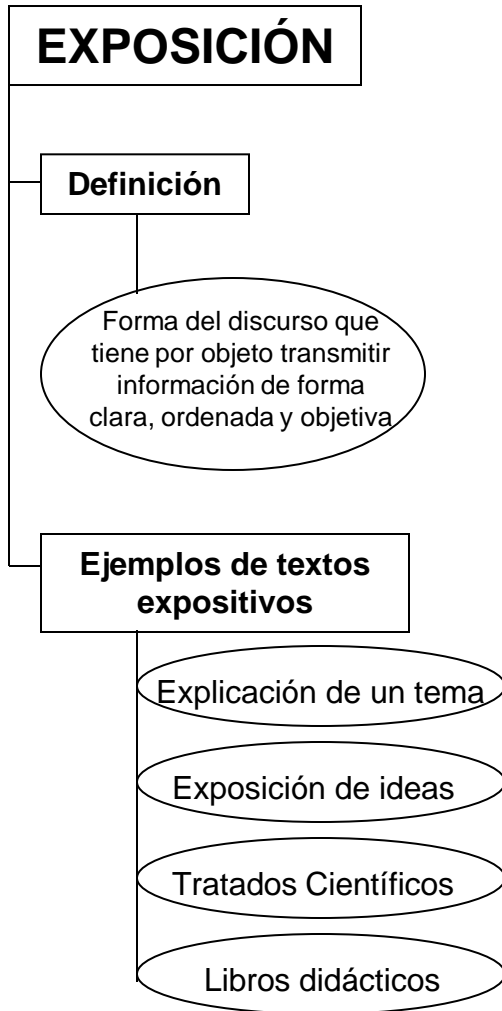 EXPOSICIÓN
Definición
Forma del discurso que
tiene por objeto transmitir
información de forma
clara, ordenada y objetiva
Ejemplos de textos
expositivos
Explicación de un tema
Exposición de ideas
Tratados Científicos
Libros didácticos